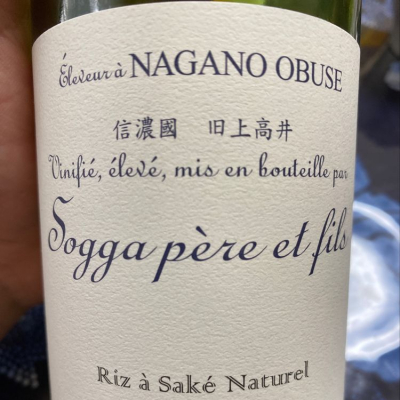 Éleveur à NAGANO OBUSE
信濃國 旧上高井
Vinifié, élevé, mis en bouteille par
Sogga père et fils
Riz à Saké Naturel